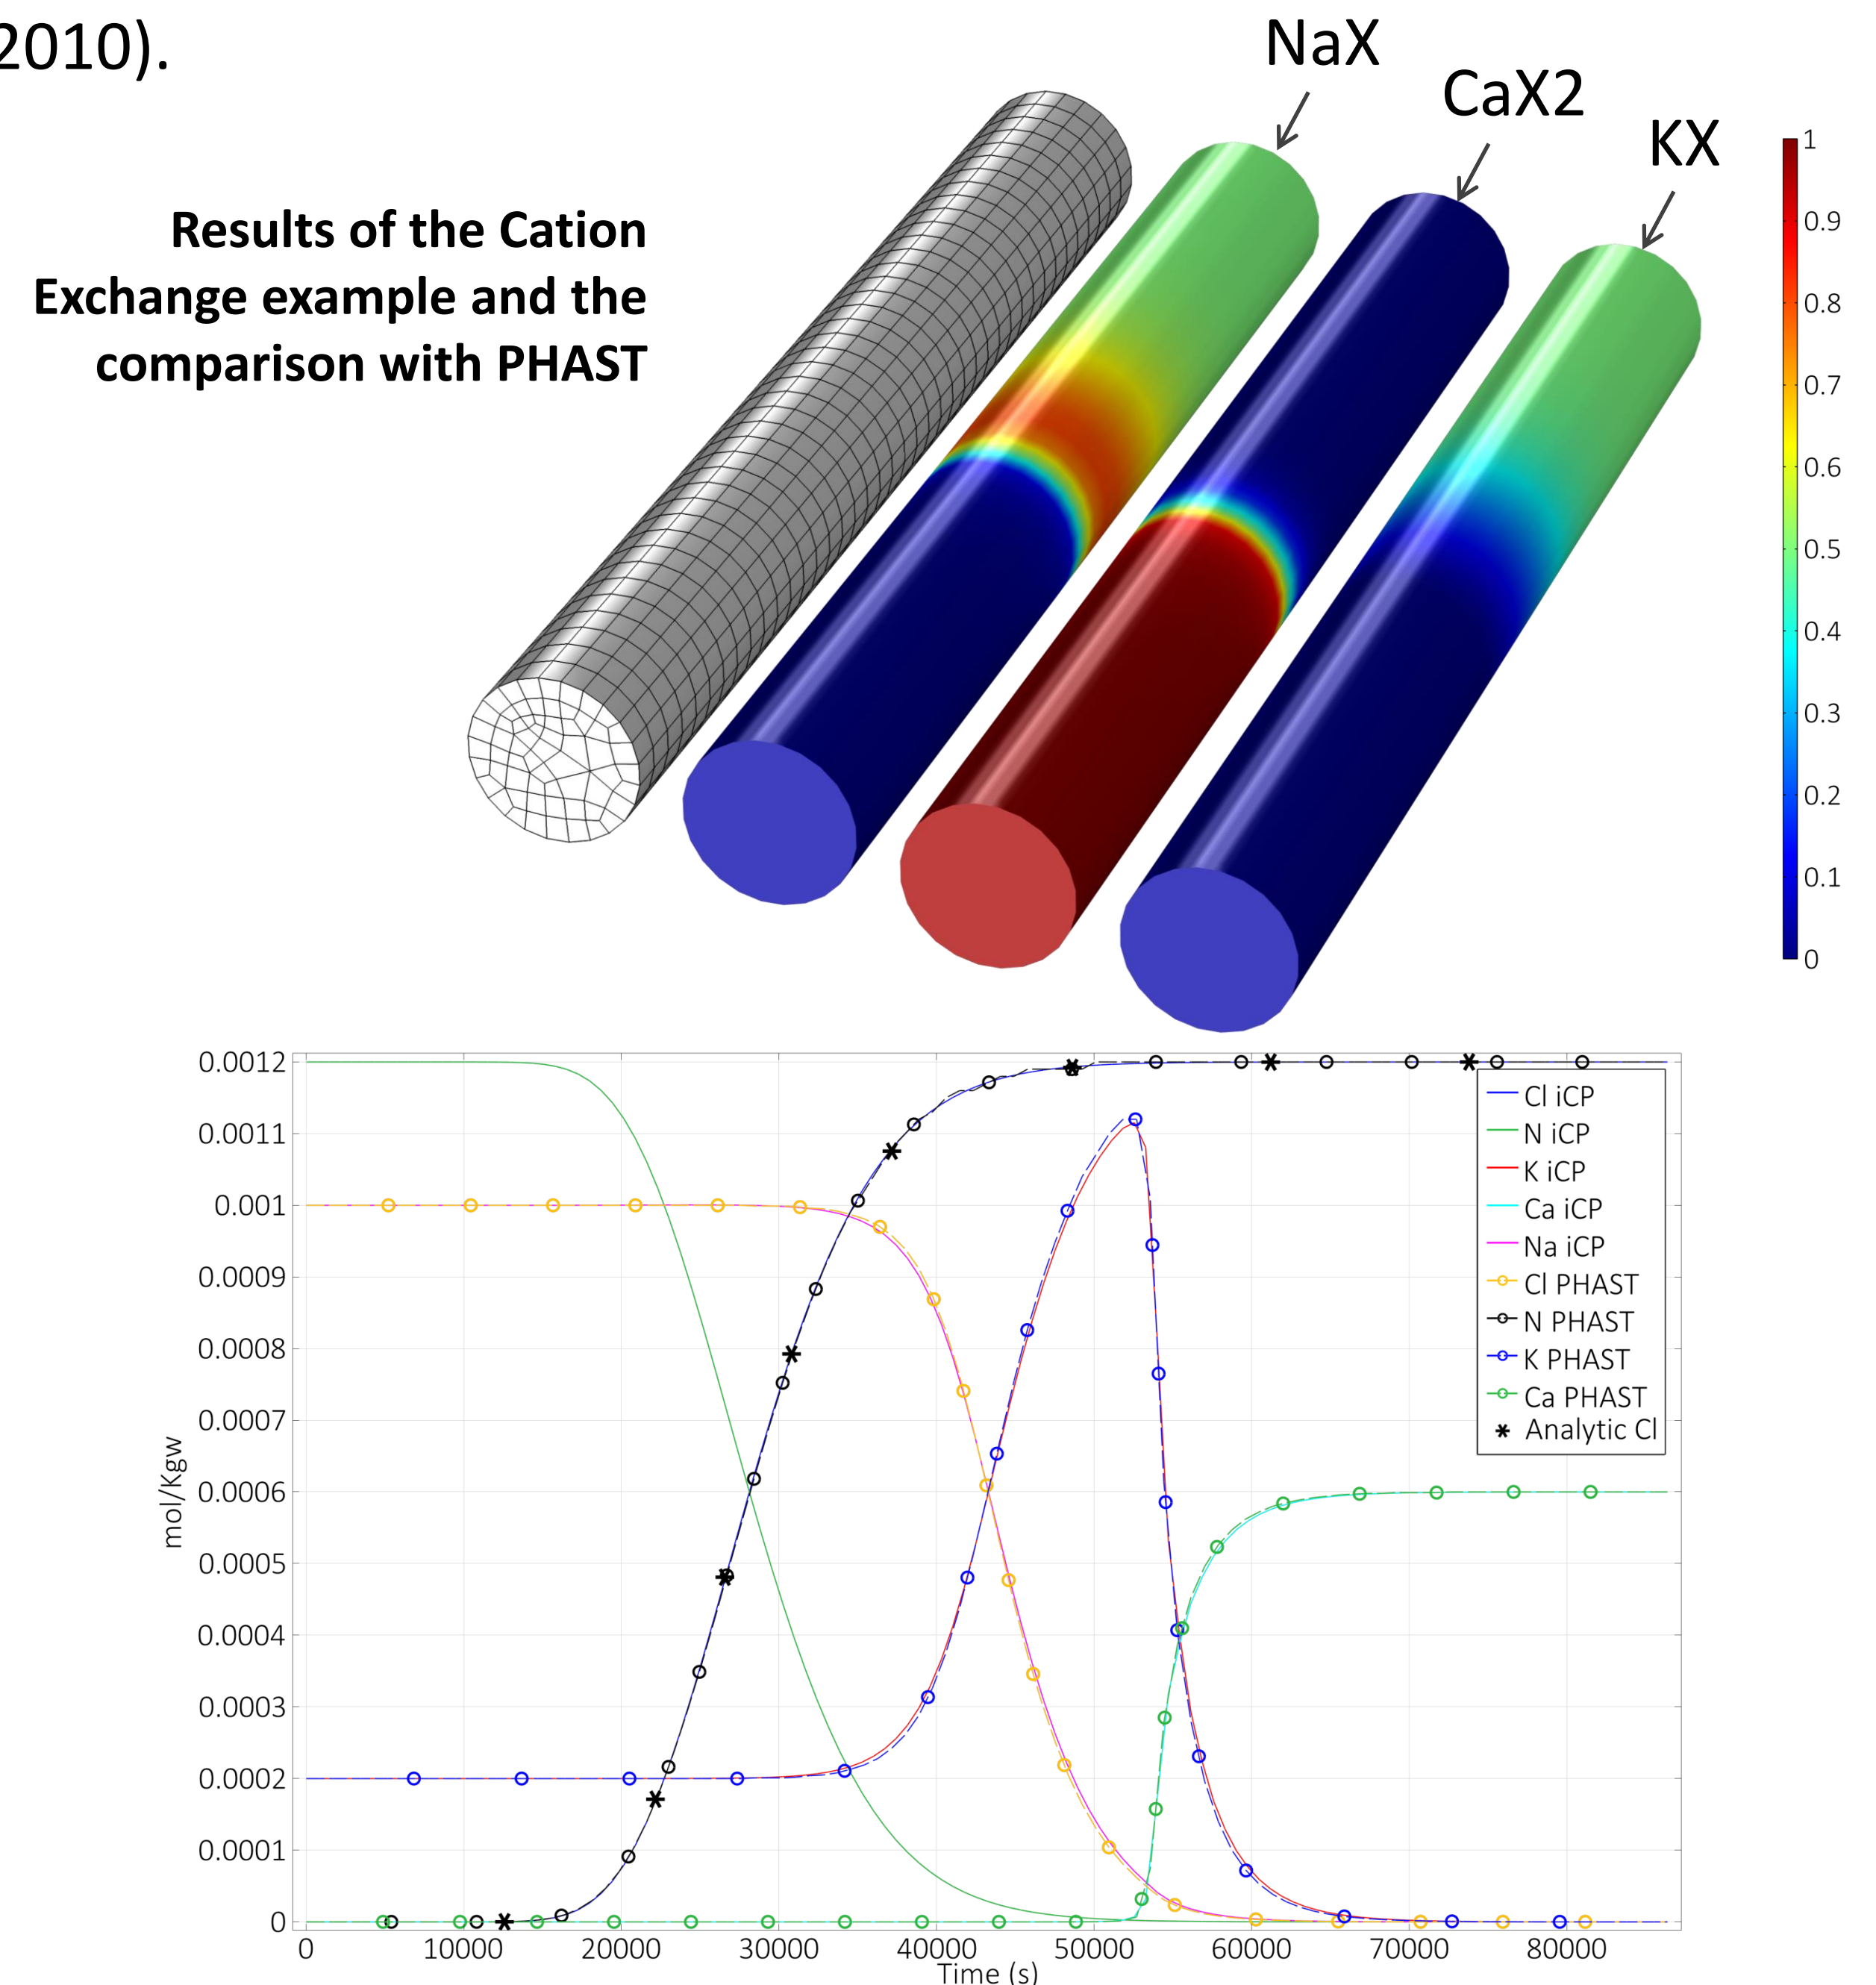 2010).
NaX
CaX2
KX
Results of the Cation
Exchange example and the
comparison with PHAST
1
0.9
0.8
0.7
0.6
0.5
0.4
0.3
0.2
0.1
0
0.0012
0.0011
0.001
0.0009
0.0008
0.0007
0.0006
0.0005
0.0004
0.0003
0.0002
0.0001
0
mol/Kgw
Cl iCP
N iCP
K iCP
Ca iCP
Na iCP
Cl PHAST
N PHAST
K PHAST
Ca PHAST
Analytic Cl
0 10000 20000 30000 40000 50000 60000 70000 80000
Time (s)